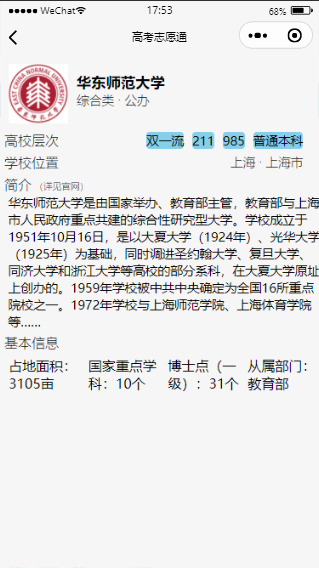 WeChat
17:53
68%
高考志愿通
EAST CHINA NORMAL UNIVERSITY
华东师范大学
综合类 · 公办
高校层次 双一流 211 985 普通本科
学校位置 上海 · 上海市
简介 （详见官网）
华东师范大学是由国家举办、教育部主管，教育部与上海
市人民政府重点共建的综合性研究型大学。学校成立于
1951年10月16日，是以大夏大学（1924年）、光华大学
（1925年）为基础，同时调进圣约翰大学、复旦大学、
同济大学和浙江大学等高校的部分系科，在大夏大学原址
上创办的。1959年学校被中共中央确定为全国16所重点
院校之一。1972年学校与上海师范学院、上海体育学院
等......
基本信息
占地面积： 国家重点学 博士点（一 从属部门：
3105亩 科：10个 级）：31个 教育部